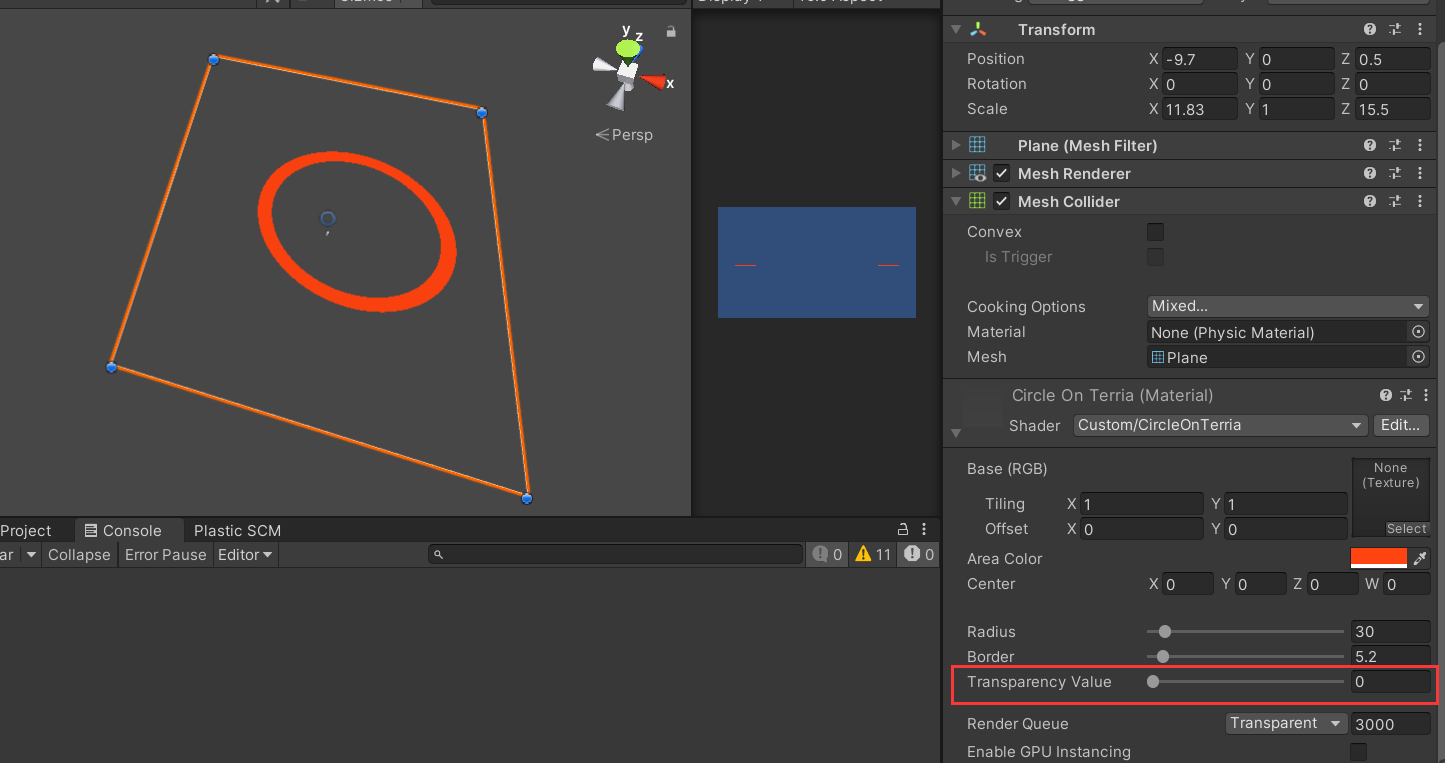 y
z
x
Persp
Project
Console
Plastic SCM
Collapse
Error Pause
Editor
0
11
0
Transform
Position X -9.7 Y 0 Z 0.5
Rotation X 0 Y 0 Z 0
Scale X 11.83 Y 1 Z 15.5
Plane (Mesh Filter)
Mesh Renderer
Mesh Collider
Convex
Is Trigger
Cooking Options Mixed...
Material None (Physic Material)
Mesh Plane
Circle On Terria (Material)
Shader Custom/CircleOnTerria Edit...
Base (RGB)
None
(Texture)
Select
Tiling X 1 Y 1
Offset X 0 Y 0
Area Color
Center X 0 Y 0 Z 0 W 0
Radius 30
Border 5.2
Transparency Value 0
Render Queue Transparent 3000
Enable GPU Instancing